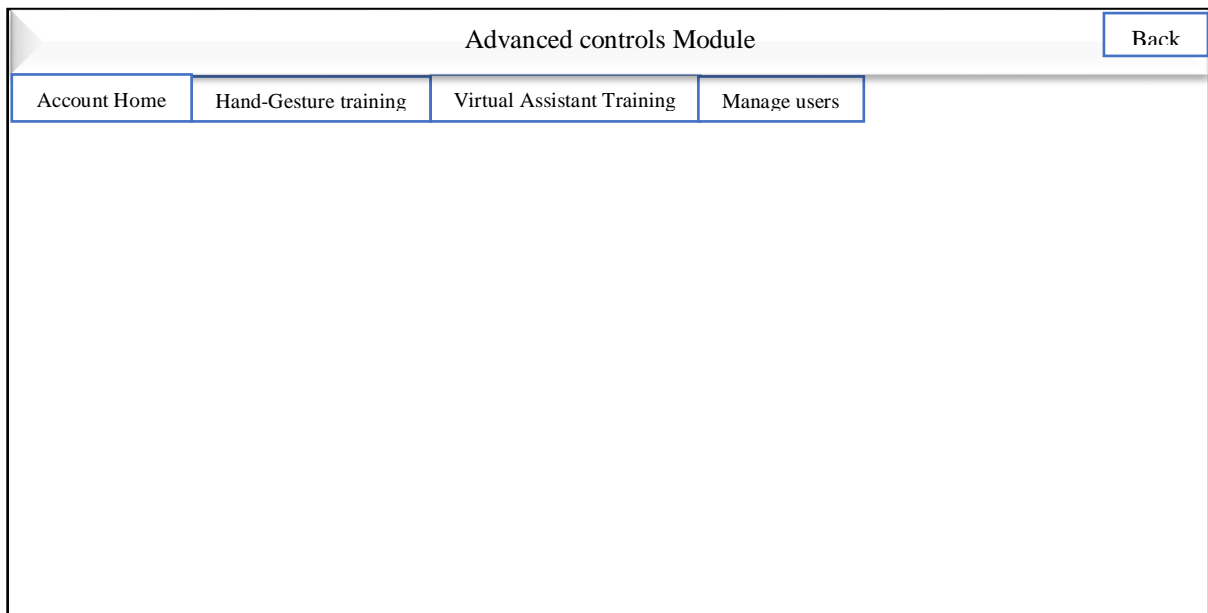 Advanced controls Module
Back
Account Home
Hand-Gesture training
Virtual Assistant Training
Manage users